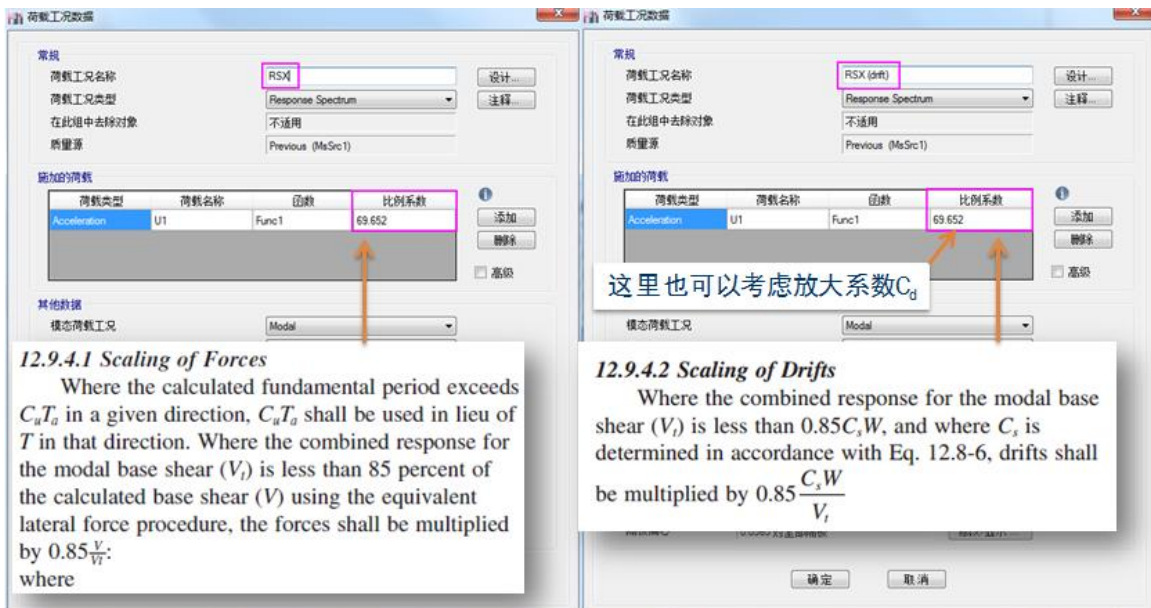 荷载工况数据
常规
荷载工况名称 RSX 设计...
荷载工况类型 Response Spectrum 注释...
在此组中去除对象 不适用
质量源 Previous (MsSrc1)
施加的荷载
荷载类型 荷载名称 函数 比例系数
Acceleration U1 Func1 69.652 添加
删除
高级
其他数据
模态荷载工况 Modal
12.9.4.1 Scaling of Forces
Where the calculated fundamental period exceeds
CᵤTₐ in a given direction, CᵤTₐ shall be used in lieu of
T in that direction. Where the combined response for
the modal base shear (Vₜ) is less than 85 percent of
the calculated base shear (V) using the equivalent
lateral force procedure, the forces shall be multiplied
by 0.85 V/Vt:
where
荷载工况数据
常规
荷载工况名称 RSX (drift) 设计...
荷载工况类型 Response Spectrum 注释...
在此组中去除对象 不适用
质量源 Previous (MsSrc1)
施加的荷载
荷载类型 荷载名称 函数 比例系数
Acceleration U1 Func1 69.652 添加
删除
高级
这里也可以考虑放大系数Cd
其他数据
模态荷载工况 Modal
12.9.4.2 Scaling of Drifts
Where the combined response for the modal base
shear (Vₜ) is less than 0.85CₛW, and where Cₛ is
determined in accordance with Eq. 12.8-6, drifts shall
be multiplied by 0.85 CₛW/Vₜ
确定 取消